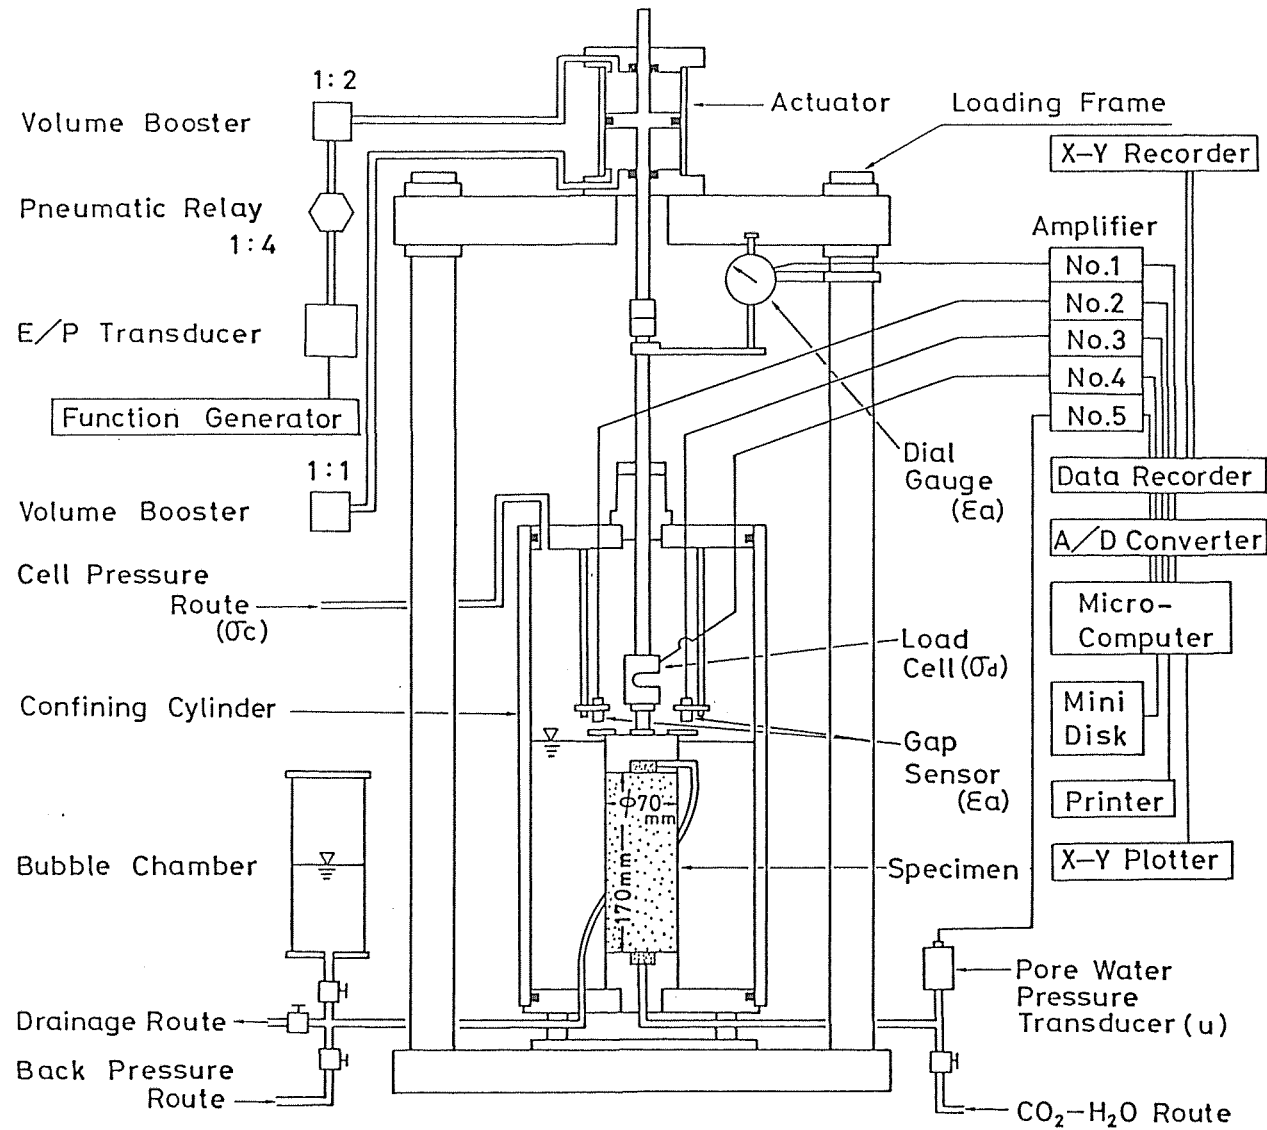 1:2
Volume Booster
Pneumatic Relay
1:4
E/P Transducer
Function Generator
1:1
Volume Booster
Cell Pressure
Route
(σc)
Confining Cylinder
Bubble Chamber
Drainage Route
Back Pressure
Route
Actuator
Loading Frame
X-Y Recorder
Amplifier
No.1
No.2
No.3
No.4
No.5
Dial
Gauge
(εa)
Data Recorder
A/D Converter
Micro-
Computer
Load
Cell (σd)
Mini
Disk
Gap
Sensor
(εa)
Printer
X-Y Plotter
φ70
mm
170mm
Specimen
Pore Water
Pressure
Transducer (u)
CO₂-H₂O Route